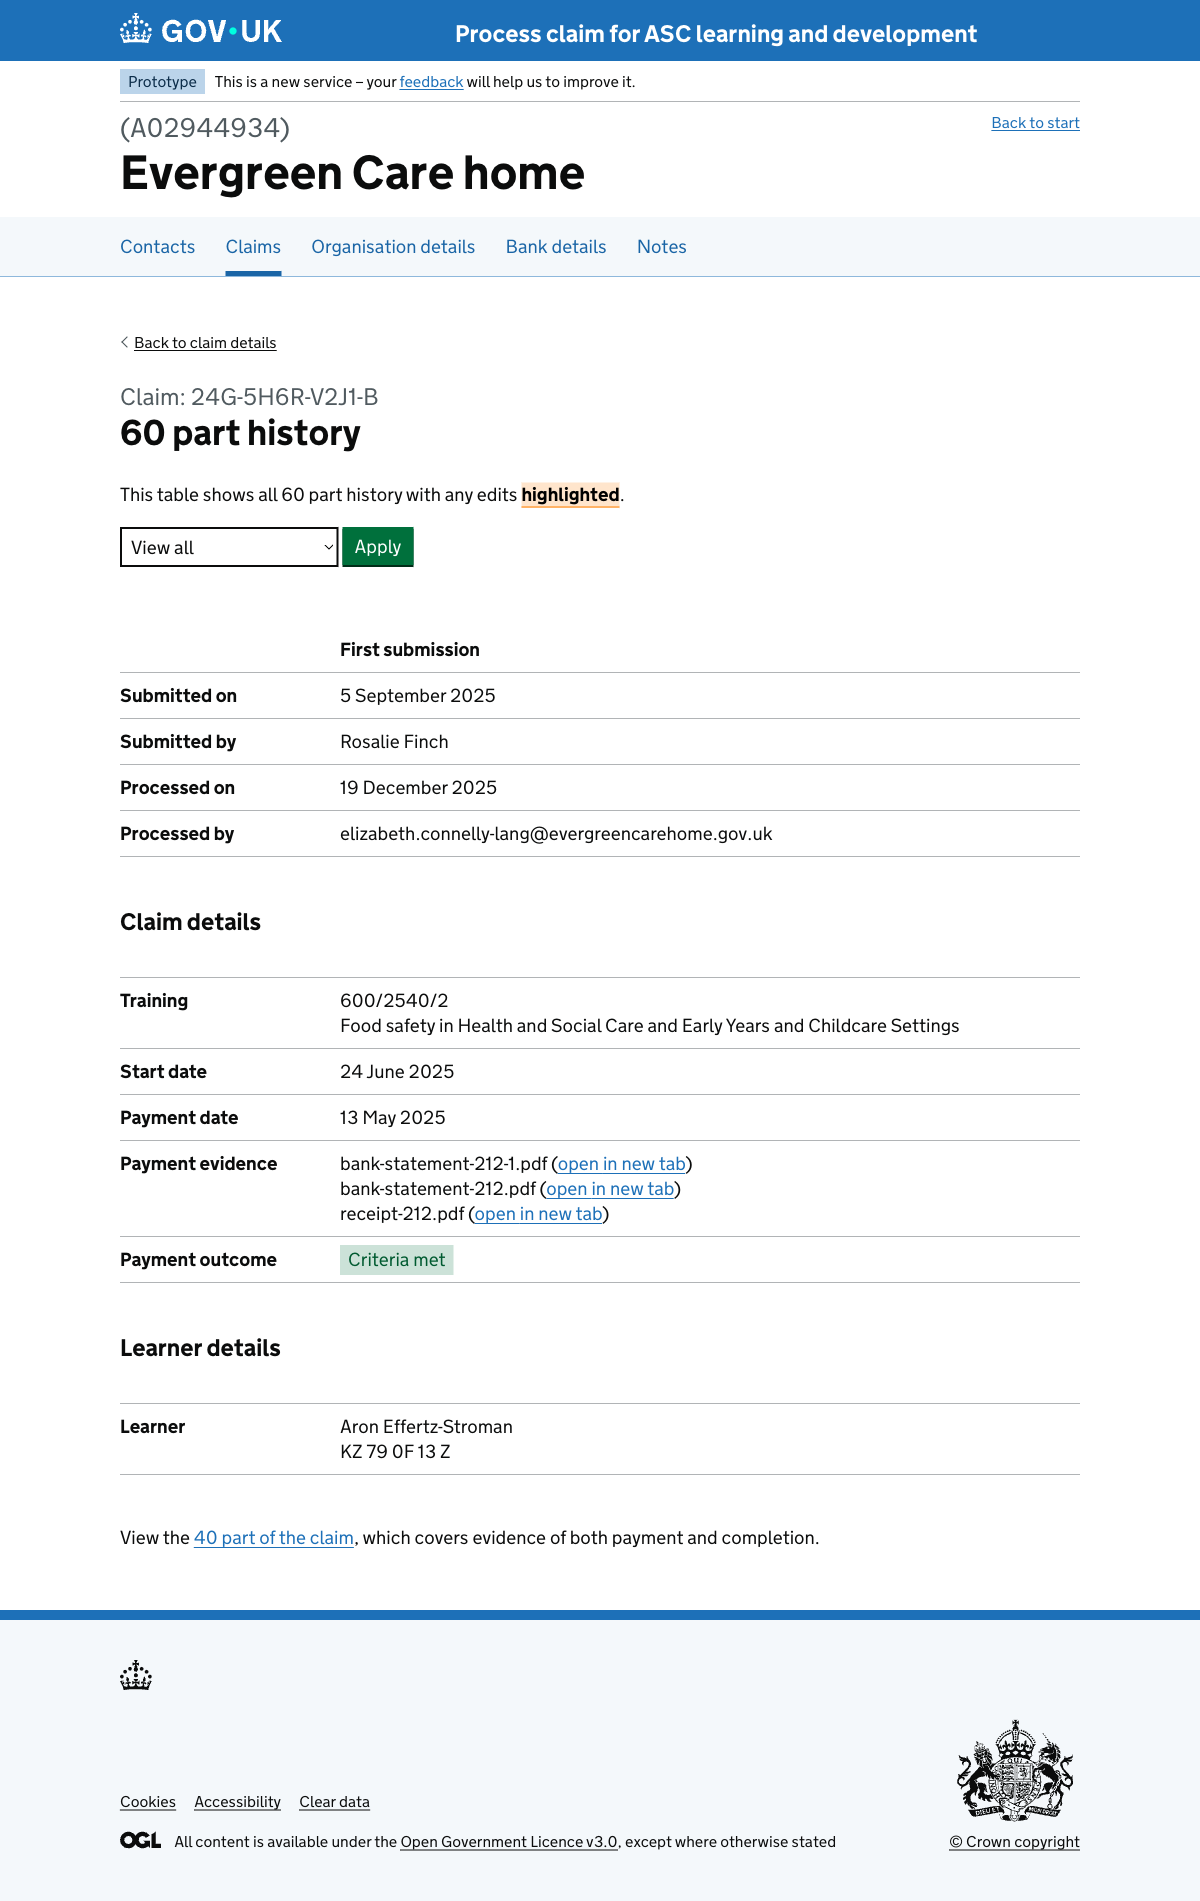 GOV·UK
Process claim for ASC learning and development
Prototype This is a new service – your feedback will help us to improve it.
(A02944934)
Back to start
Evergreen Care home
Contacts Claims Organisation details Bank details Notes
Back to claim details
Claim: 24G-5H6R-V2J1-B
60 part history
This table shows all 60 part history with any edits highlighted.
View all Apply
First submission
Submitted on 5 September 2025
Submitted by Rosalie Finch
Processed on 19 December 2025
Processed by elizabeth.connelly-lang@evergreencarehome.gov.uk
Claim details
Training 600/2540/2
Food safety in Health and Social Care and Early Years and Childcare Settings
Start date 24 June 2025
Payment date 13 May 2025
Payment evidence bank-statement-212-1.pdf (open in new tab)
bank-statement-212.pdf (open in new tab)
receipt-212.pdf (open in new tab)
Payment outcome Criteria met
Learner details
Learner Aron Effertz-Stroman
KZ 79 0F 13 Z
View the 40 part of the claim, which covers evidence of both payment and completion.
Cookies Accessibility Clear data
OGL All content is available under the Open Government Licence v3.0, except where otherwise stated
© Crown copyright